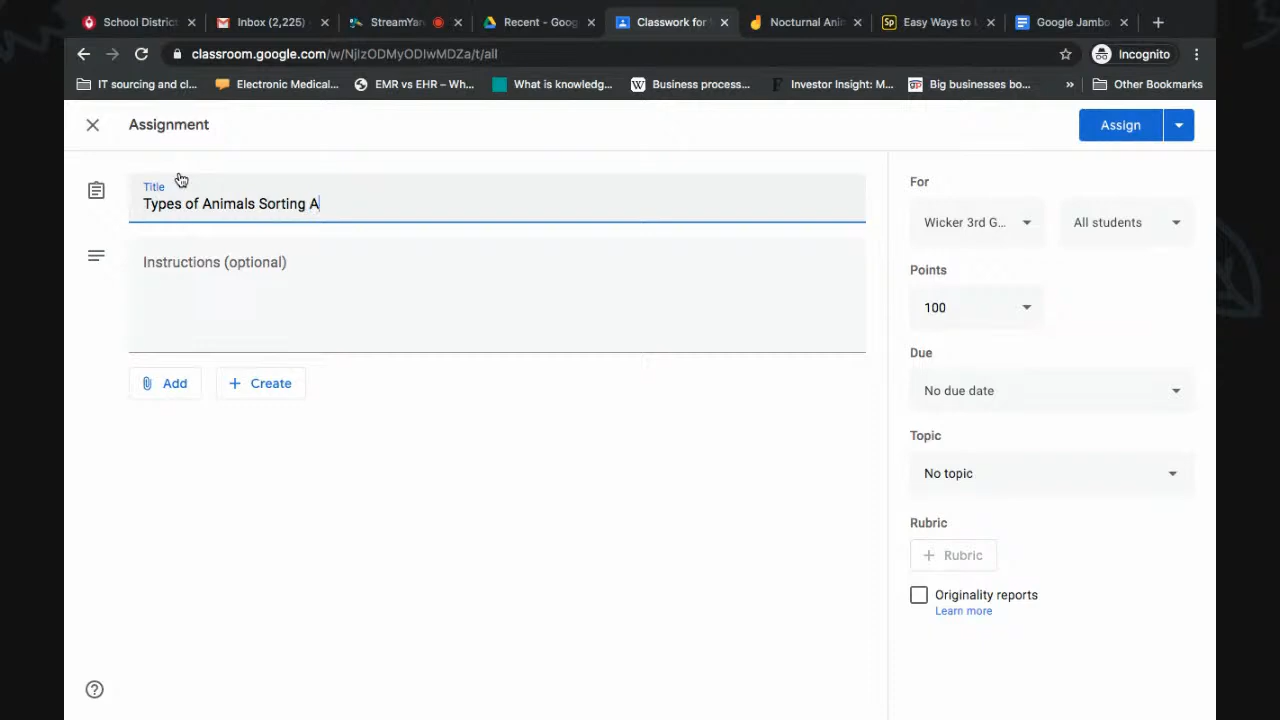 School District
Inbox (2,225)
StreamYar
Recent - Goog
Classwork for
Nocturnal Ani
Easy Ways to
Google Jambo
classroom.google.com/w/NjIzODMyODIwMDZa/t/all
Incognito
IT sourcing and cl...
Electronic Medical...
EMR vs EHR – Wh...
What is knowledg...
Business process...
Investor Insight: M...
Big businesses bo...
»
Other Bookmarks
Assignment
Assign
Title
Types of Animals Sorting A
Instructions (optional)
Add
Create
For
Wicker 3rd G...
All students
Points
100
Due
No due date
Topic
No topic
Rubric
+ Rubric
Originality reports
Learn more